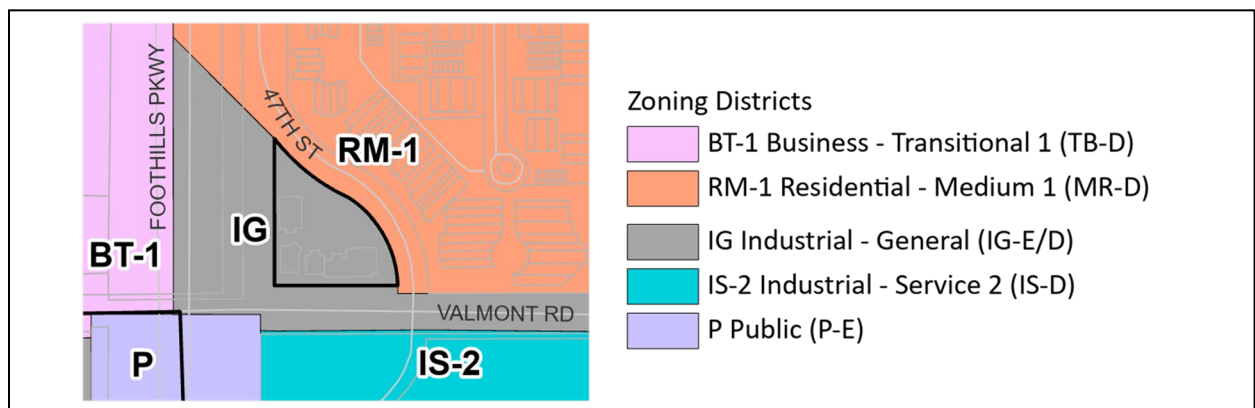 FOOTHILLS PKWY
47TH ST
RM-1
IG
BT-1
VALMONT RD
P
IS-2
Zoning Districts
BT-1 Business - Transitional 1 (TB-D)
RM-1 Residential - Medium 1 (MR-D)
IG Industrial - General (IG-E/D)
IS-2 Industrial - Service 2 (IS-D)
P Public (P-E)